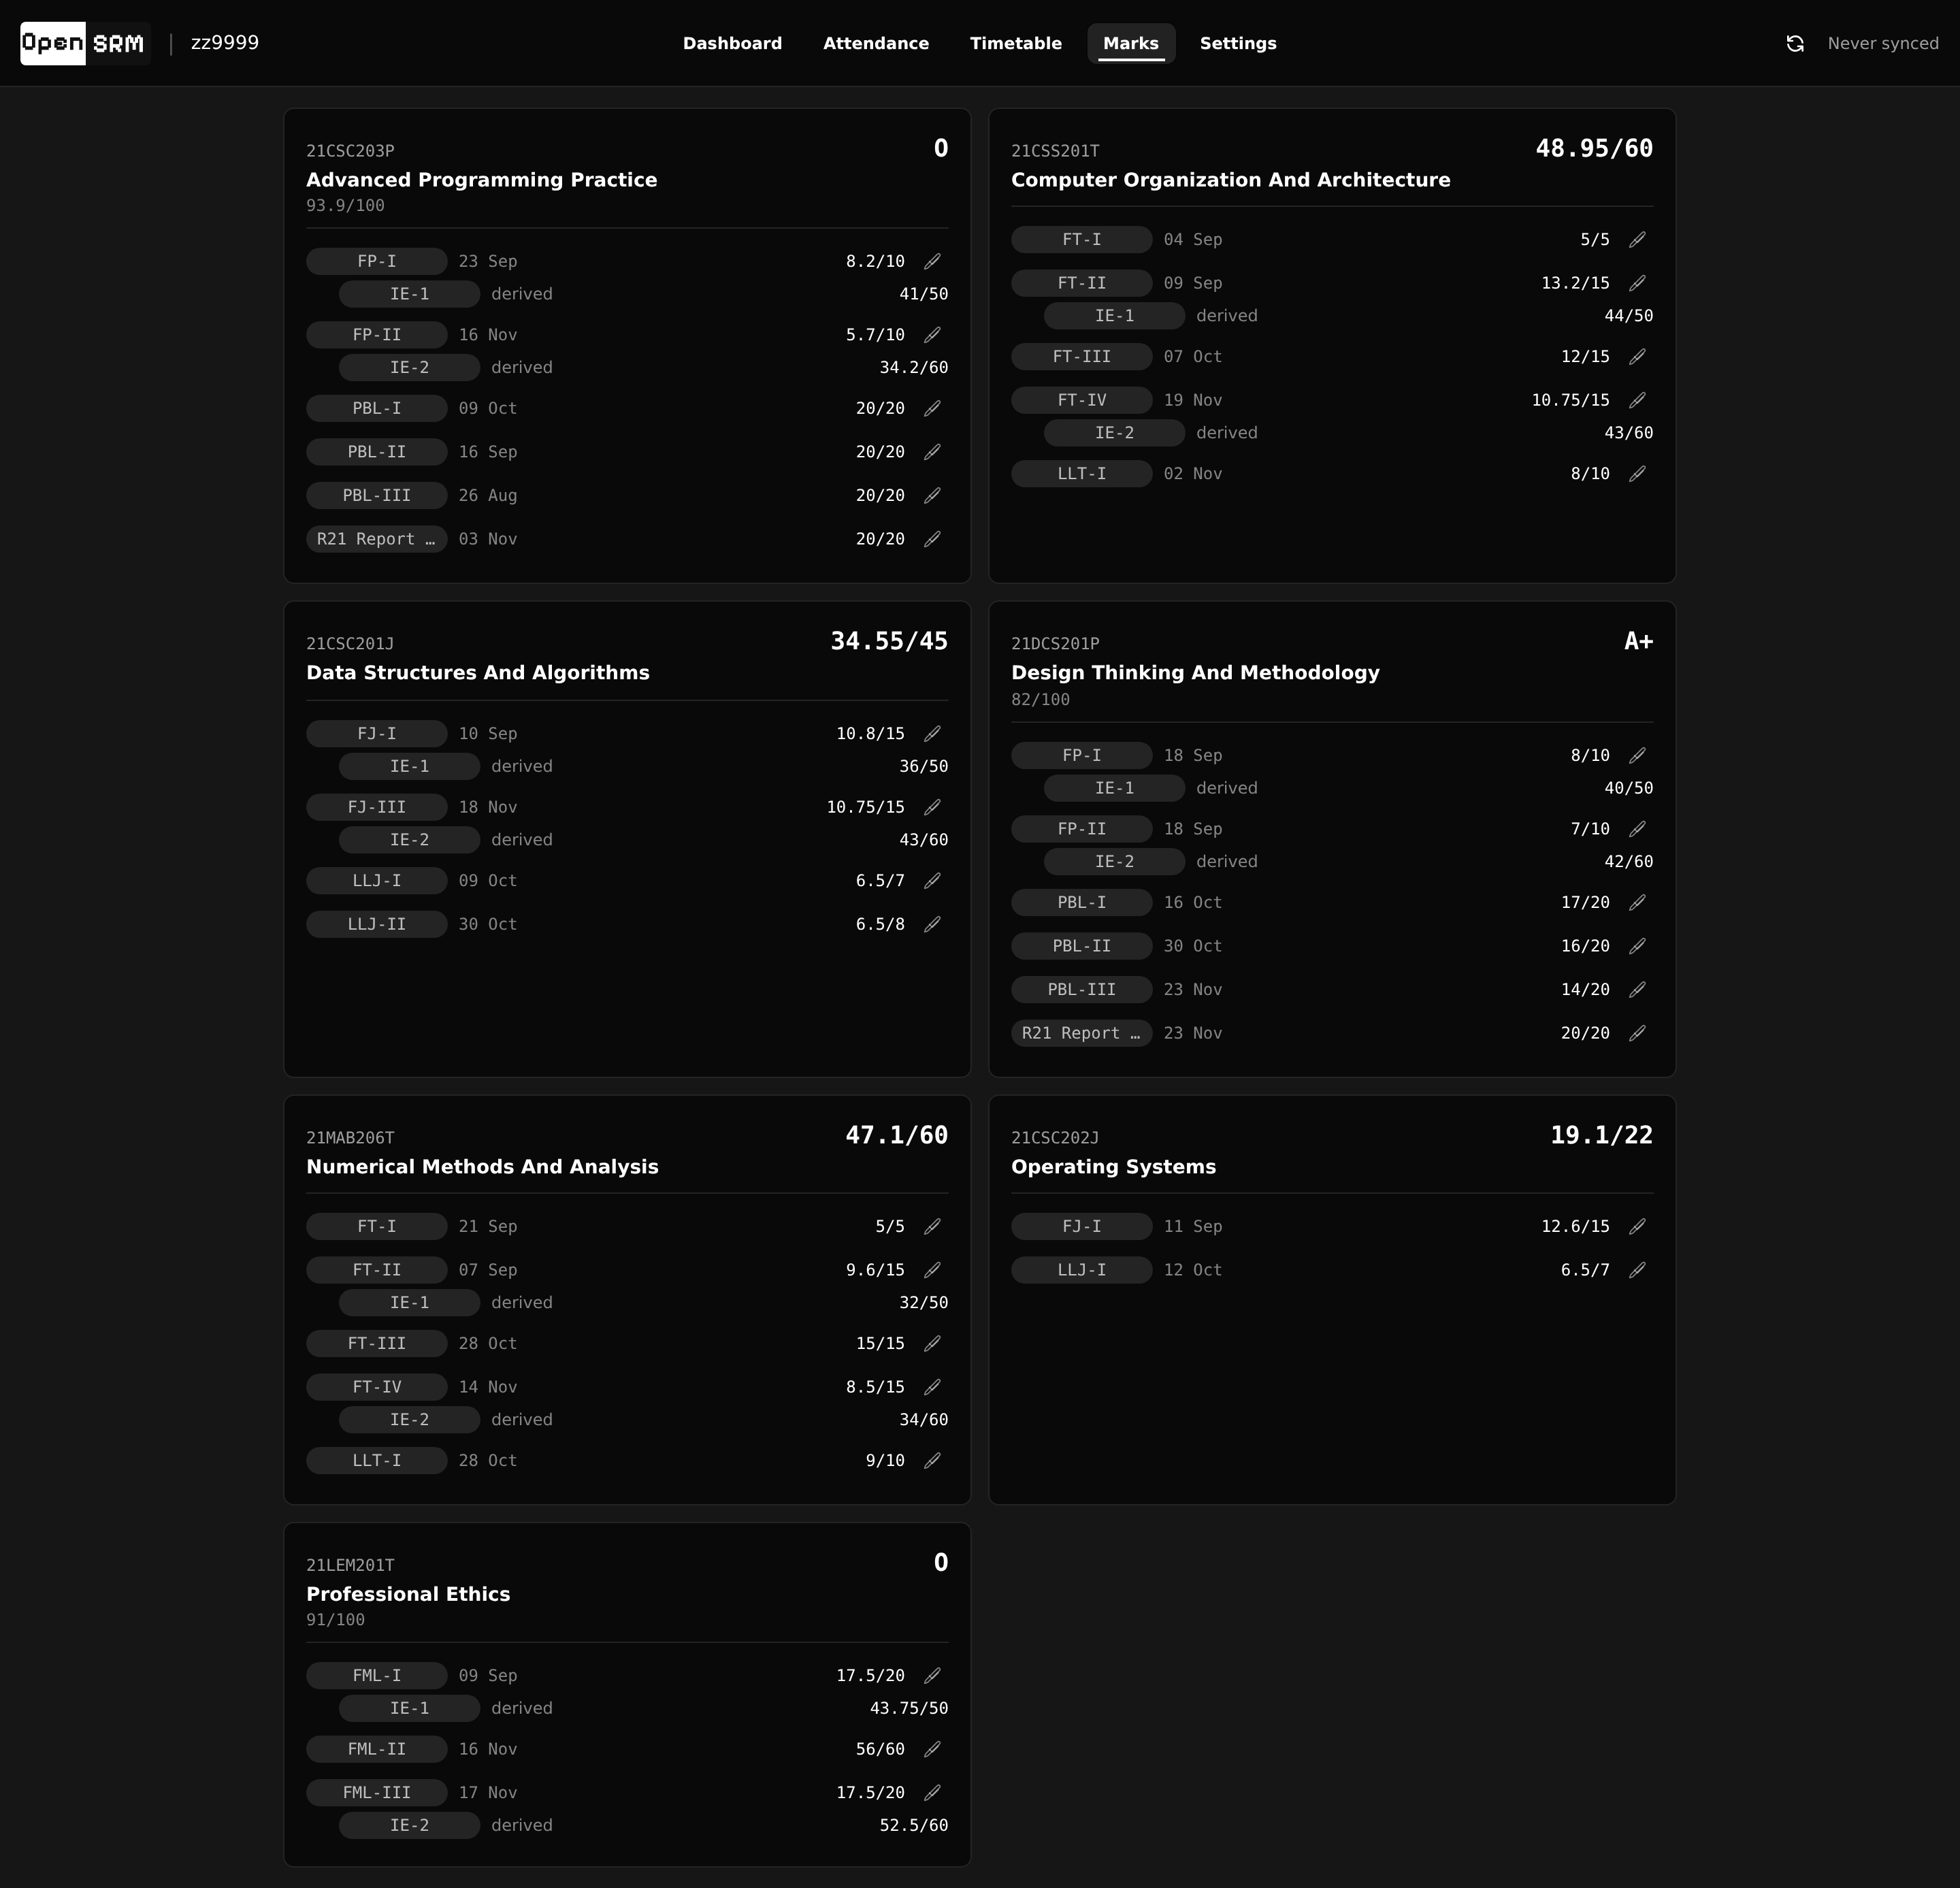 Open SRM | zz9999 Dashboard Attendance Timetable Marks Settings Never synced
21CSC203P O
Advanced Programming Practice
93.9/100
FP-I 23 Sep 8.2/10
IE-1 derived 41/50
FP-II 16 Nov 5.7/10
IE-2 derived 34.2/60
PBL-I 09 Oct 20/20
PBL-II 16 Sep 20/20
PBL-III 26 Aug 20/20
R21 Report … 03 Nov 20/20
21CSS201T 48.95/60
Computer Organization And Architecture
FT-I 04 Sep 5/5
FT-II 09 Sep 13.2/15
IE-1 derived 44/50
FT-III 07 Oct 12/15
FT-IV 19 Nov 10.75/15
IE-2 derived 43/60
LLT-I 02 Nov 8/10
21CSC201J 34.55/45
Data Structures And Algorithms
FJ-I 10 Sep 10.8/15
IE-1 derived 36/50
FJ-III 18 Nov 10.75/15
IE-2 derived 43/60
LLJ-I 09 Oct 6.5/7
LLJ-II 30 Oct 6.5/8
21DCS201P A+
Design Thinking And Methodology
82/100
FP-I 18 Sep 8/10
IE-1 derived 40/50
FP-II 18 Sep 7/10
IE-2 derived 42/60
PBL-I 16 Oct 17/20
PBL-II 30 Oct 16/20
PBL-III 23 Nov 14/20
R21 Report … 23 Nov 20/20
21MAB206T 47.1/60
Numerical Methods And Analysis
FT-I 21 Sep 5/5
FT-II 07 Sep 9.6/15
IE-1 derived 32/50
FT-III 28 Oct 15/15
FT-IV 14 Nov 8.5/15
IE-2 derived 34/60
LLT-I 28 Oct 9/10
21CSC202J 19.1/22
Operating Systems
FJ-I 11 Sep 12.6/15
LLJ-I 12 Oct 6.5/7
21LEM201T O
Professional Ethics
91/100
FML-I 09 Sep 17.5/20
IE-1 derived 43.75/50
FML-II 16 Nov 56/60
FML-III 17 Nov 17.5/20
IE-2 derived 52.5/60